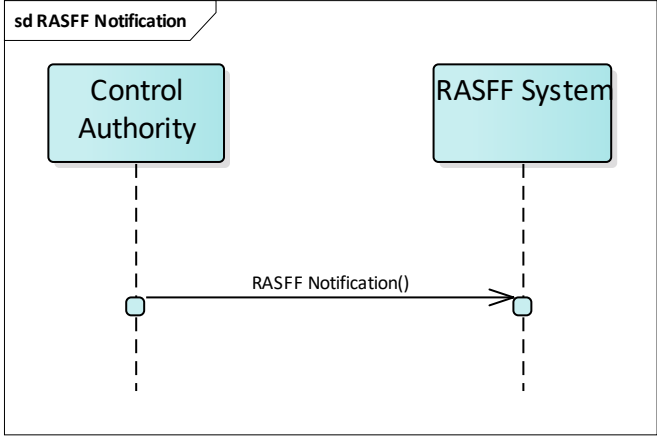 sd RASFF Notification
Control
Authority
RASFF System
RASFF Notification()